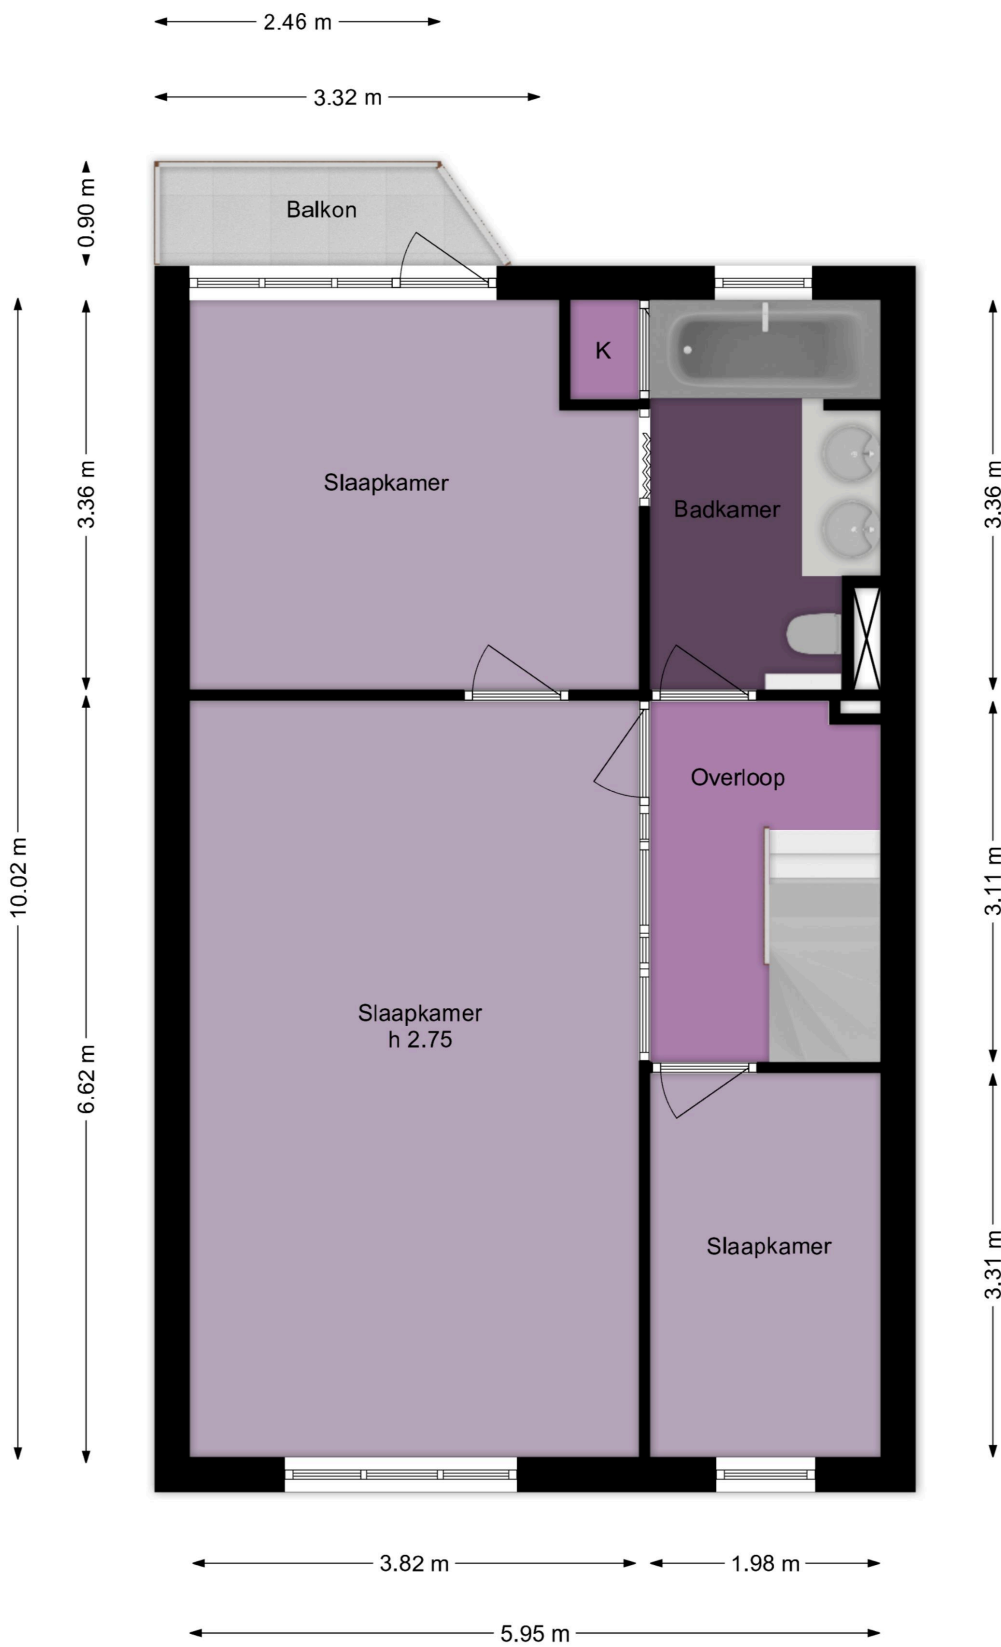 2.46 m
3.32 m
0.90 m
Balkon
K
3.36 m
Slaapkamer
Badkamer
3.36 m
Overloop
10.02 m
3.11 m
Slaapkamer
h 2.75
6.62 m
Slaapkamer
3.31 m
3.82 m
1.98 m
5.95 m